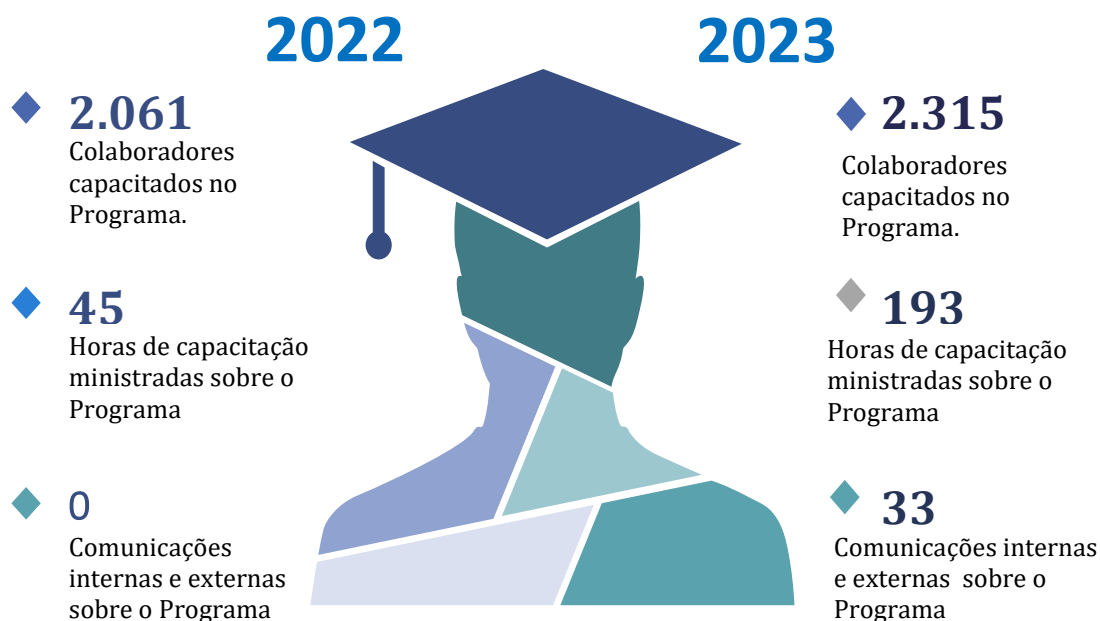 2022
2.061
Colaboradores
capacitados no
Programa.
45
Horas de capacitação
ministradas sobre o
Programa
0
Comunicações
internas e externas
sobre o Programa
2023
2.315
Colaboradores
capacitados no
Programa.
193
Horas de capacitação
ministradas sobre o
Programa
33
Comunicações internas
e externas  sobre o
Programa